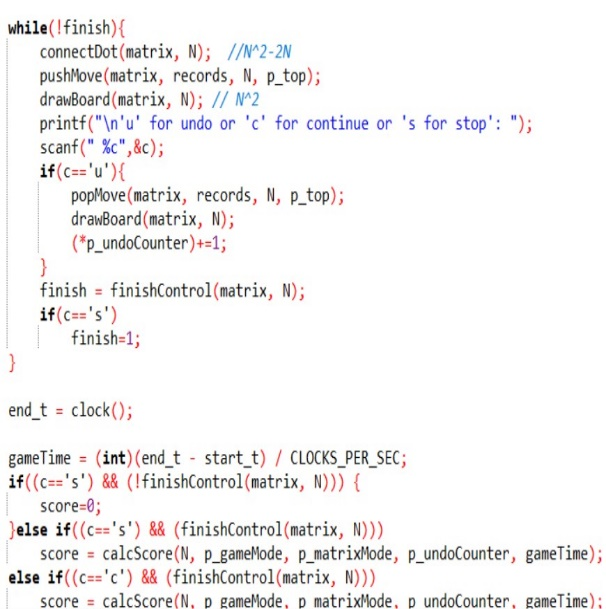 while(!finish){
connectDot(matrix, N);  //N^2-2N
pushMove(matrix, records, N, p_top);
drawBoard(matrix, N); // N^2
printf("\n'u' for undo or 'c' for continue or 's for stop': ");
scanf(" %c",&c);
if(c=='u'){
popMove(matrix, records, N, p_top);
drawBoard(matrix, N);
(*p_undoCounter)+=1;
}
finish = finishControl(matrix, N);
if(c=='s')
finish=1;
}
end_t = clock();
gameTime = (int)(end_t - start_t) / CLOCKS_PER_SEC;
if((c=='s') && (!finishControl(matrix, N))) {
score=0;
}else if((c=='s') && (finishControl(matrix, N)))
score = calcScore(N, p_gameMode, p_matrixMode, p_undoCounter, gameTime);
else if((c=='c') && (finishControl(matrix, N)))
score = calcScore(N, p_gameMode, p_matrixMode, p_undoCounter, gameTime);